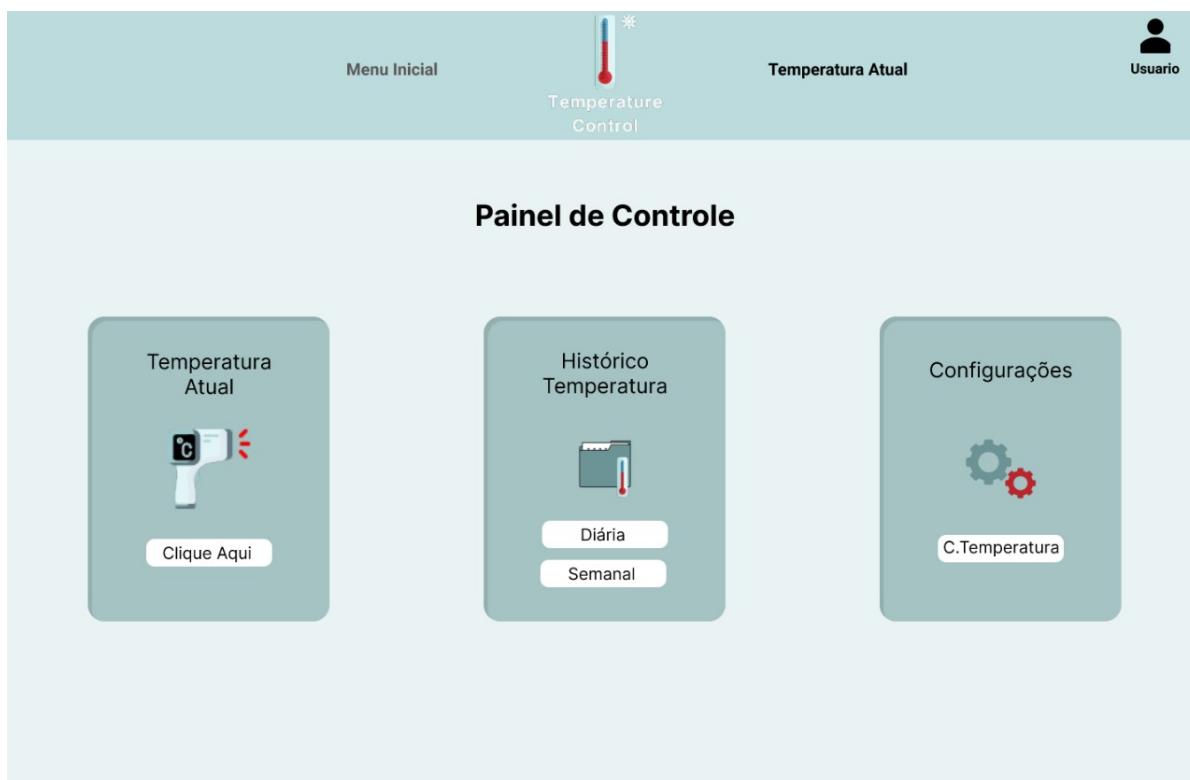 Menu Inicial
Temperature
Control
Temperatura Atual
Usuario
Painel de Controle
Temperatura
Atual
°C
Clique Aqui
Histórico
Temperatura
Diária
Semanal
Configurações
C.Temperatura